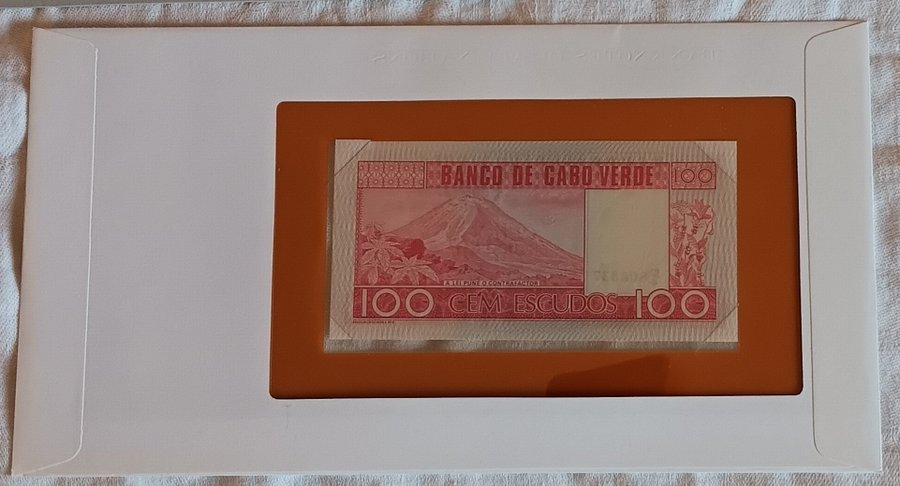 BANCO DE CABO VERDE 100
A LEI PUNE O CONTRAFACTOR
100 CEM ESCUDOS 100